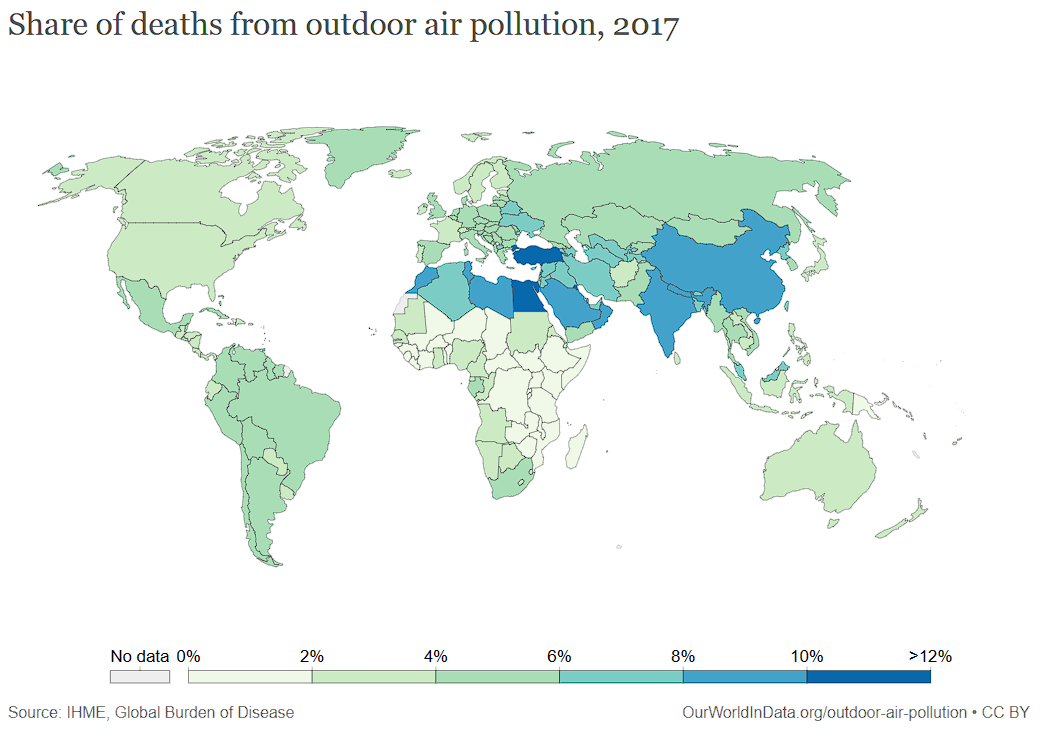 Share of deaths from outdoor air pollution, 2017
No data 0% 2% 4% 6% 8% 10% >12%
Source: IHME, Global Burden of Disease
OurWorldInData.org/outdoor-air-pollution • CC BY